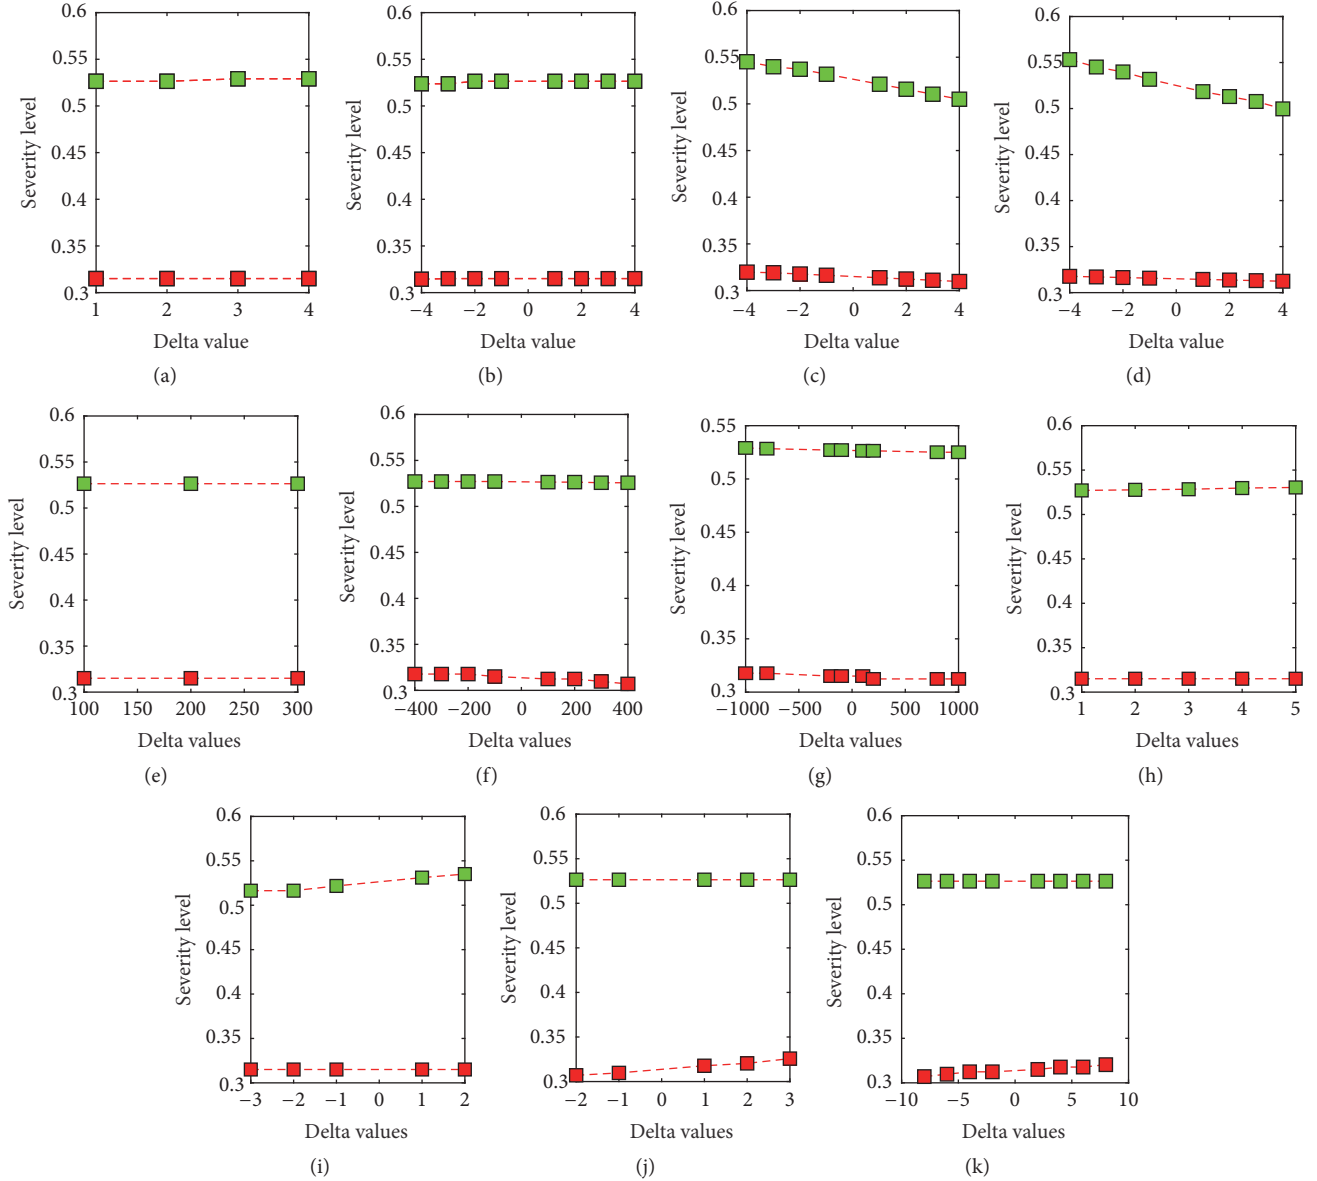 0.6
0.55
0.5
0.45
0.4
0.35
0.3
Severity level
1 2 3 4
Delta value
(a)
0.6
0.55
0.5
0.45
0.4
0.35
0.3
Severity level
−4 −2 0 2 4
Delta value
(b)
0.6
0.55
0.5
0.45
0.4
0.35
0.3
Severity level
−4 −2 0 2 4
Delta value
(c)
0.6
0.55
0.5
0.45
0.4
0.35
0.3
Severity level
−4 −2 0 2 4
Delta value
(d)
0.6
0.55
0.5
0.45
0.4
0.35
0.3
Severity level
100 150 200 250 300
Delta values
(e)
0.6
0.55
0.5
0.45
0.4
0.35
0.3
Severity level
−400 −200 0 200 400
Delta values
(f)
0.55
0.5
0.45
0.4
0.35
0.3
Severity level
−1000 −500 0 500 1000
Delta values
(g)
0.6
0.55
0.5
0.45
0.4
0.35
0.3
Severity level
1 2 3 4 5
Delta values
(h)
0.6
0.55
0.5
0.45
0.4
0.35
0.3
Severity level
−3 −2 −1 0 1 2
Delta values
(i)
0.6
0.55
0.5
0.45
0.4
0.35
0.3
Severity level
−2 −1 0 1 2 3
Delta values
(j)
0.6
0.55
0.5
0.45
0.4
0.35
0.3
Severity level
−10 −5 0 5 10
Delta values
(k)